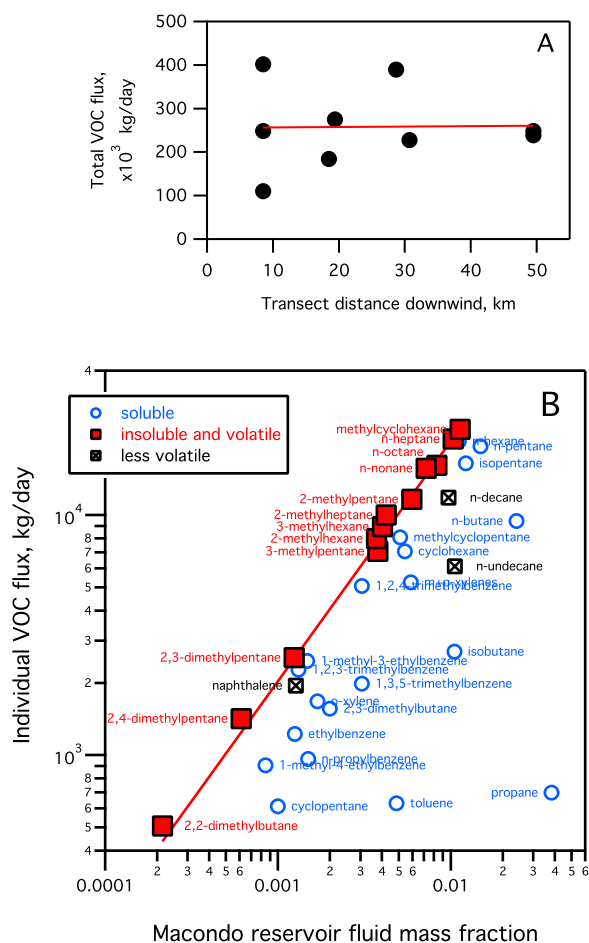 500
A
400
300
200
100
0
Total VOC flux,
x10³ kg/day
0 10 20 30 40 50
Transect distance downwind, km
4
B
soluble
insoluble and volatile
less volatile
methylcyclohexane
n-heptane
n-hexane
n-pentane
n-octane
isopentane
n-nonane
2-methylpentane
n-decane
10⁴
2-methylheptane
n-butane
3-methylhexane
2-methylhexane
methylcyclopentane
3-methylpentane
cyclohexane
n-undecane
m+p-xylenes
1,2,4-trimethylbenzene
9
8
7
6
5
4
3
2
isobutane
2,3-dimethylpentane
1-methyl-3-ethylbenzene
1,2,3-trimethylbenzene
naphthalene
1,3,5-trimethylbenzene
o-xylene
2,3-dimethylbutane
2,4-dimethylpentane
ethylbenzene
10³
n-propylbenzene
1-methyl-4-ethylbenzene
propane
cyclopentane
toluene
2,2-dimethylbutane
9
8
7
6
5
4
Individual VOC flux, kg/day
0.0001 2 3 4 5 6 0.001 2 3 4 5 6 0.01 2 3 4 5 6
Macondo reservoir fluid mass fraction